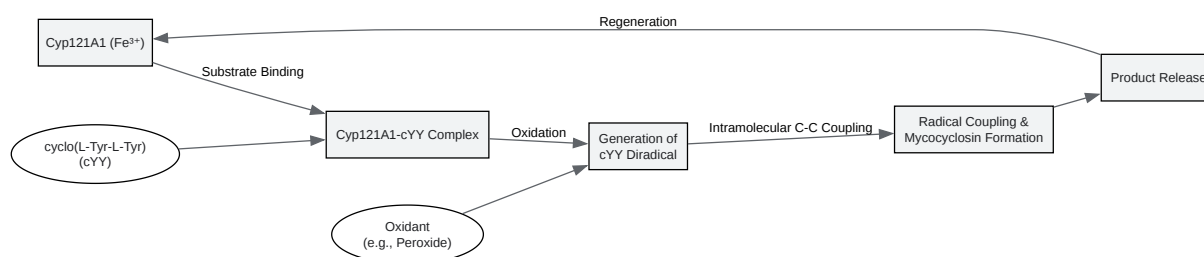 Regeneration
Cyp121A1 (Fe³⁺)
Substrate Binding
Product Release
cyclo(L-Tyr-L-Tyr)
(cYY)
Cyp121A1-cYY Complex
Oxidation
Generation of
cYY Diradical
Intramolecular C-C Coupling
Radical Coupling &
Mycocyclosin Formation
Oxidant
(e.g., Peroxide)